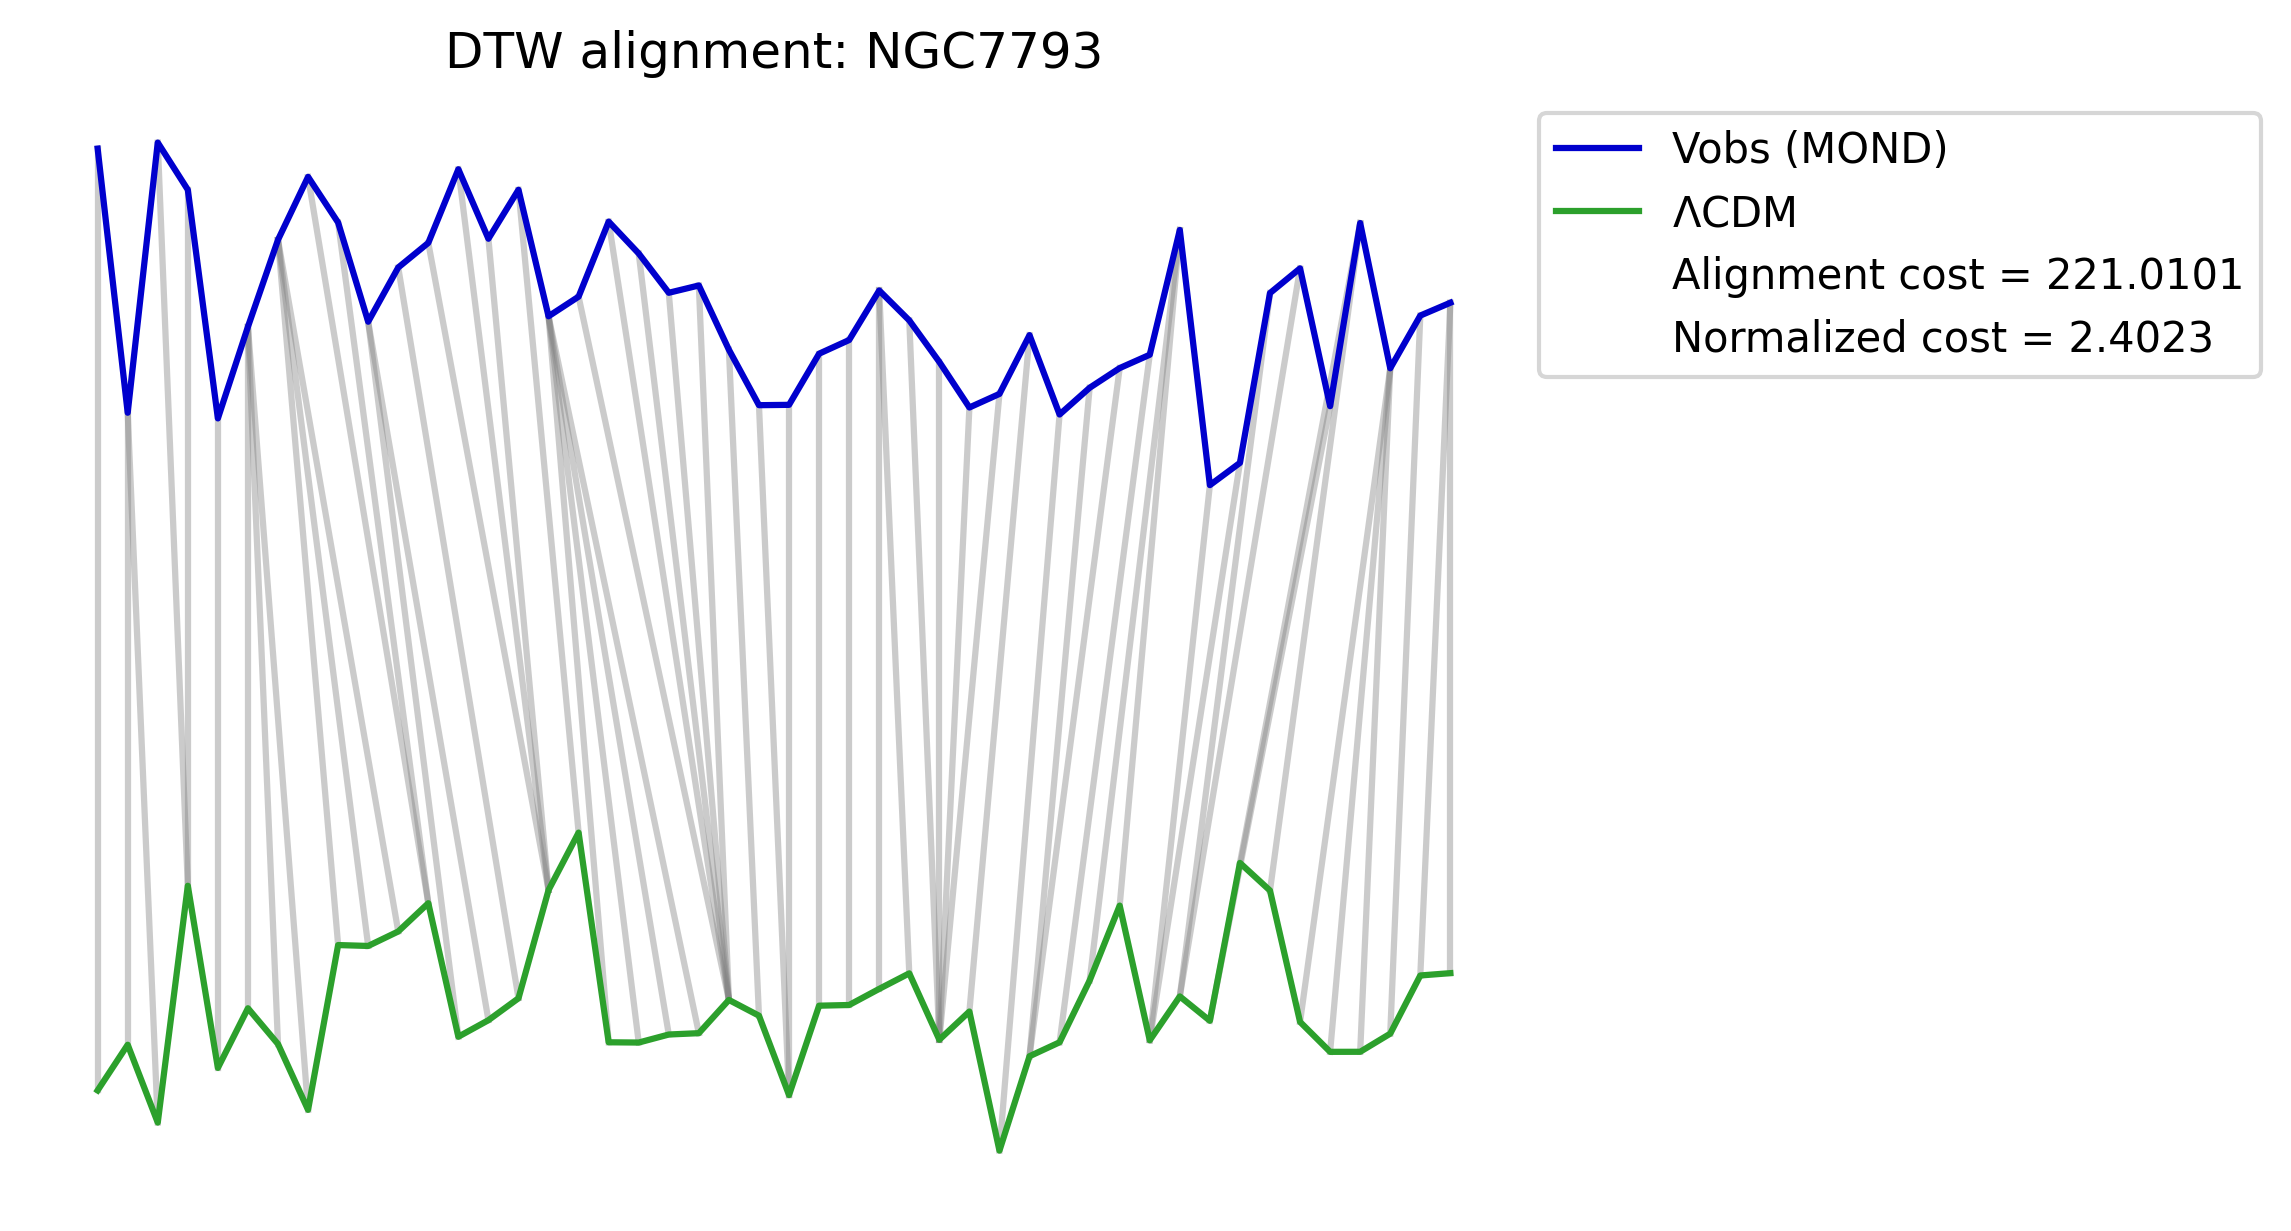 DTW alignment: NGC7793
Vobs (MOND)
ΛCDM
Alignment cost = 221.0101
Normalized cost = 2.4023